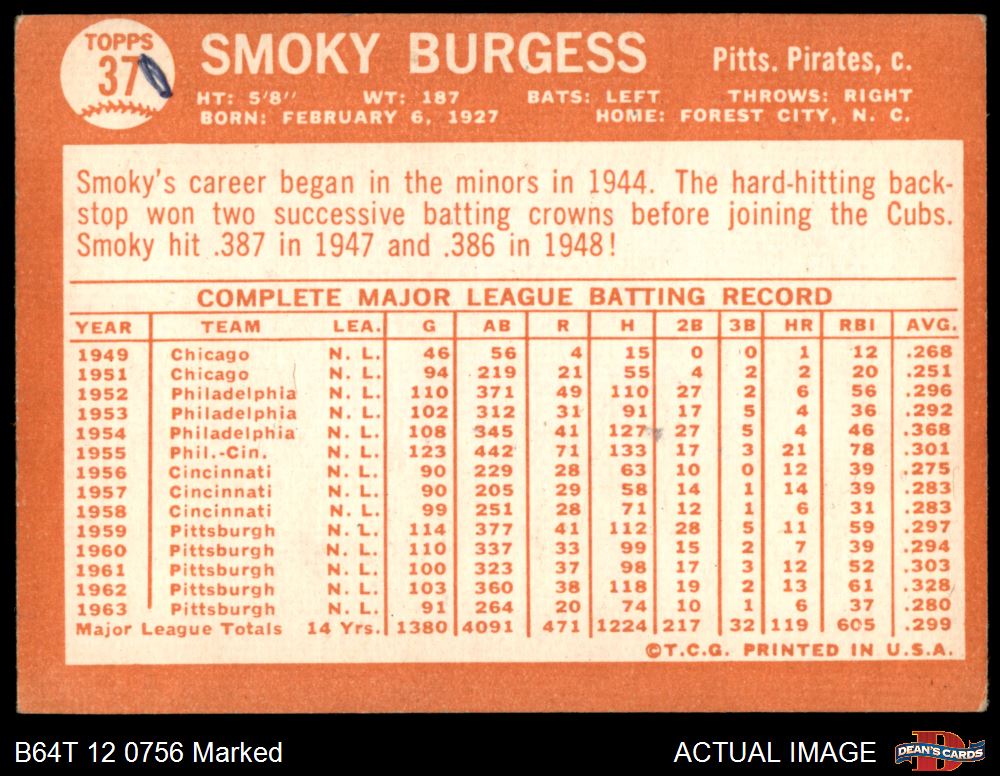 TOPPS
37
SMOKY BURGESS
Pitts. Pirates, c.
HT: 5'8" WT: 187 BATS: LEFT THROWS: RIGHT
BORN: FEBRUARY 6, 1927 HOME: FOREST CITY, N. C.
Smoky's career began in the minors in 1944. The hard-hitting back-
stop won two successive batting crowns before joining the Cubs.
Smoky hit .387 in 1947 and .386 in 1948!
COMPLETE MAJOR LEAGUE BATTING RECORD
YEAR TEAM LEA. G AB R H 2B 3B HR RBI AVG.
1949 Chicago N. L. 46 56 4 15 0 0 1 12 .268
1951 Chicago N. L. 94 219 21 55 4 2 2 20 .251
1952 Philadelphia N. L. 110 371 49 110 27 2 6 56 .296
1953 Philadelphia N. L. 102 312 31 91 17 5 4 36 .292
1954 Philadelphia N. L. 108 345 41 127 27 5 4 46 .368
1955 Phil.-Cin. N. L. 123 442 71 133 17 3 21 78 .301
1956 Cincinnati N. L. 90 229 28 63 10 0 12 39 .275
1957 Cincinnati N. L. 90 205 29 58 14 1 14 39 .283
1958 Cincinnati N. L. 99 251 28 71 12 1 6 31 .283
1959 Pittsburgh N. L. 114 377 41 112 28 5 11 59 .297
1960 Pittsburgh N. L. 110 337 33 99 15 2 7 39 .294
1961 Pittsburgh N. L. 100 323 37 98 17 3 12 52 .303
1962 Pittsburgh N. L. 103 360 38 118 19 2 13 61 .328
1963 Pittsburgh N. L. 91 264 20 74 10 1 6 37 .280
Major League Totals 14 Yrs. 1380 4091 471 1224 217 32 119 605 .299
©T.C.G. PRINTED IN U.S.A.
B64T 12 0756 Marked
ACTUAL IMAGE
DEAN'S CARDS